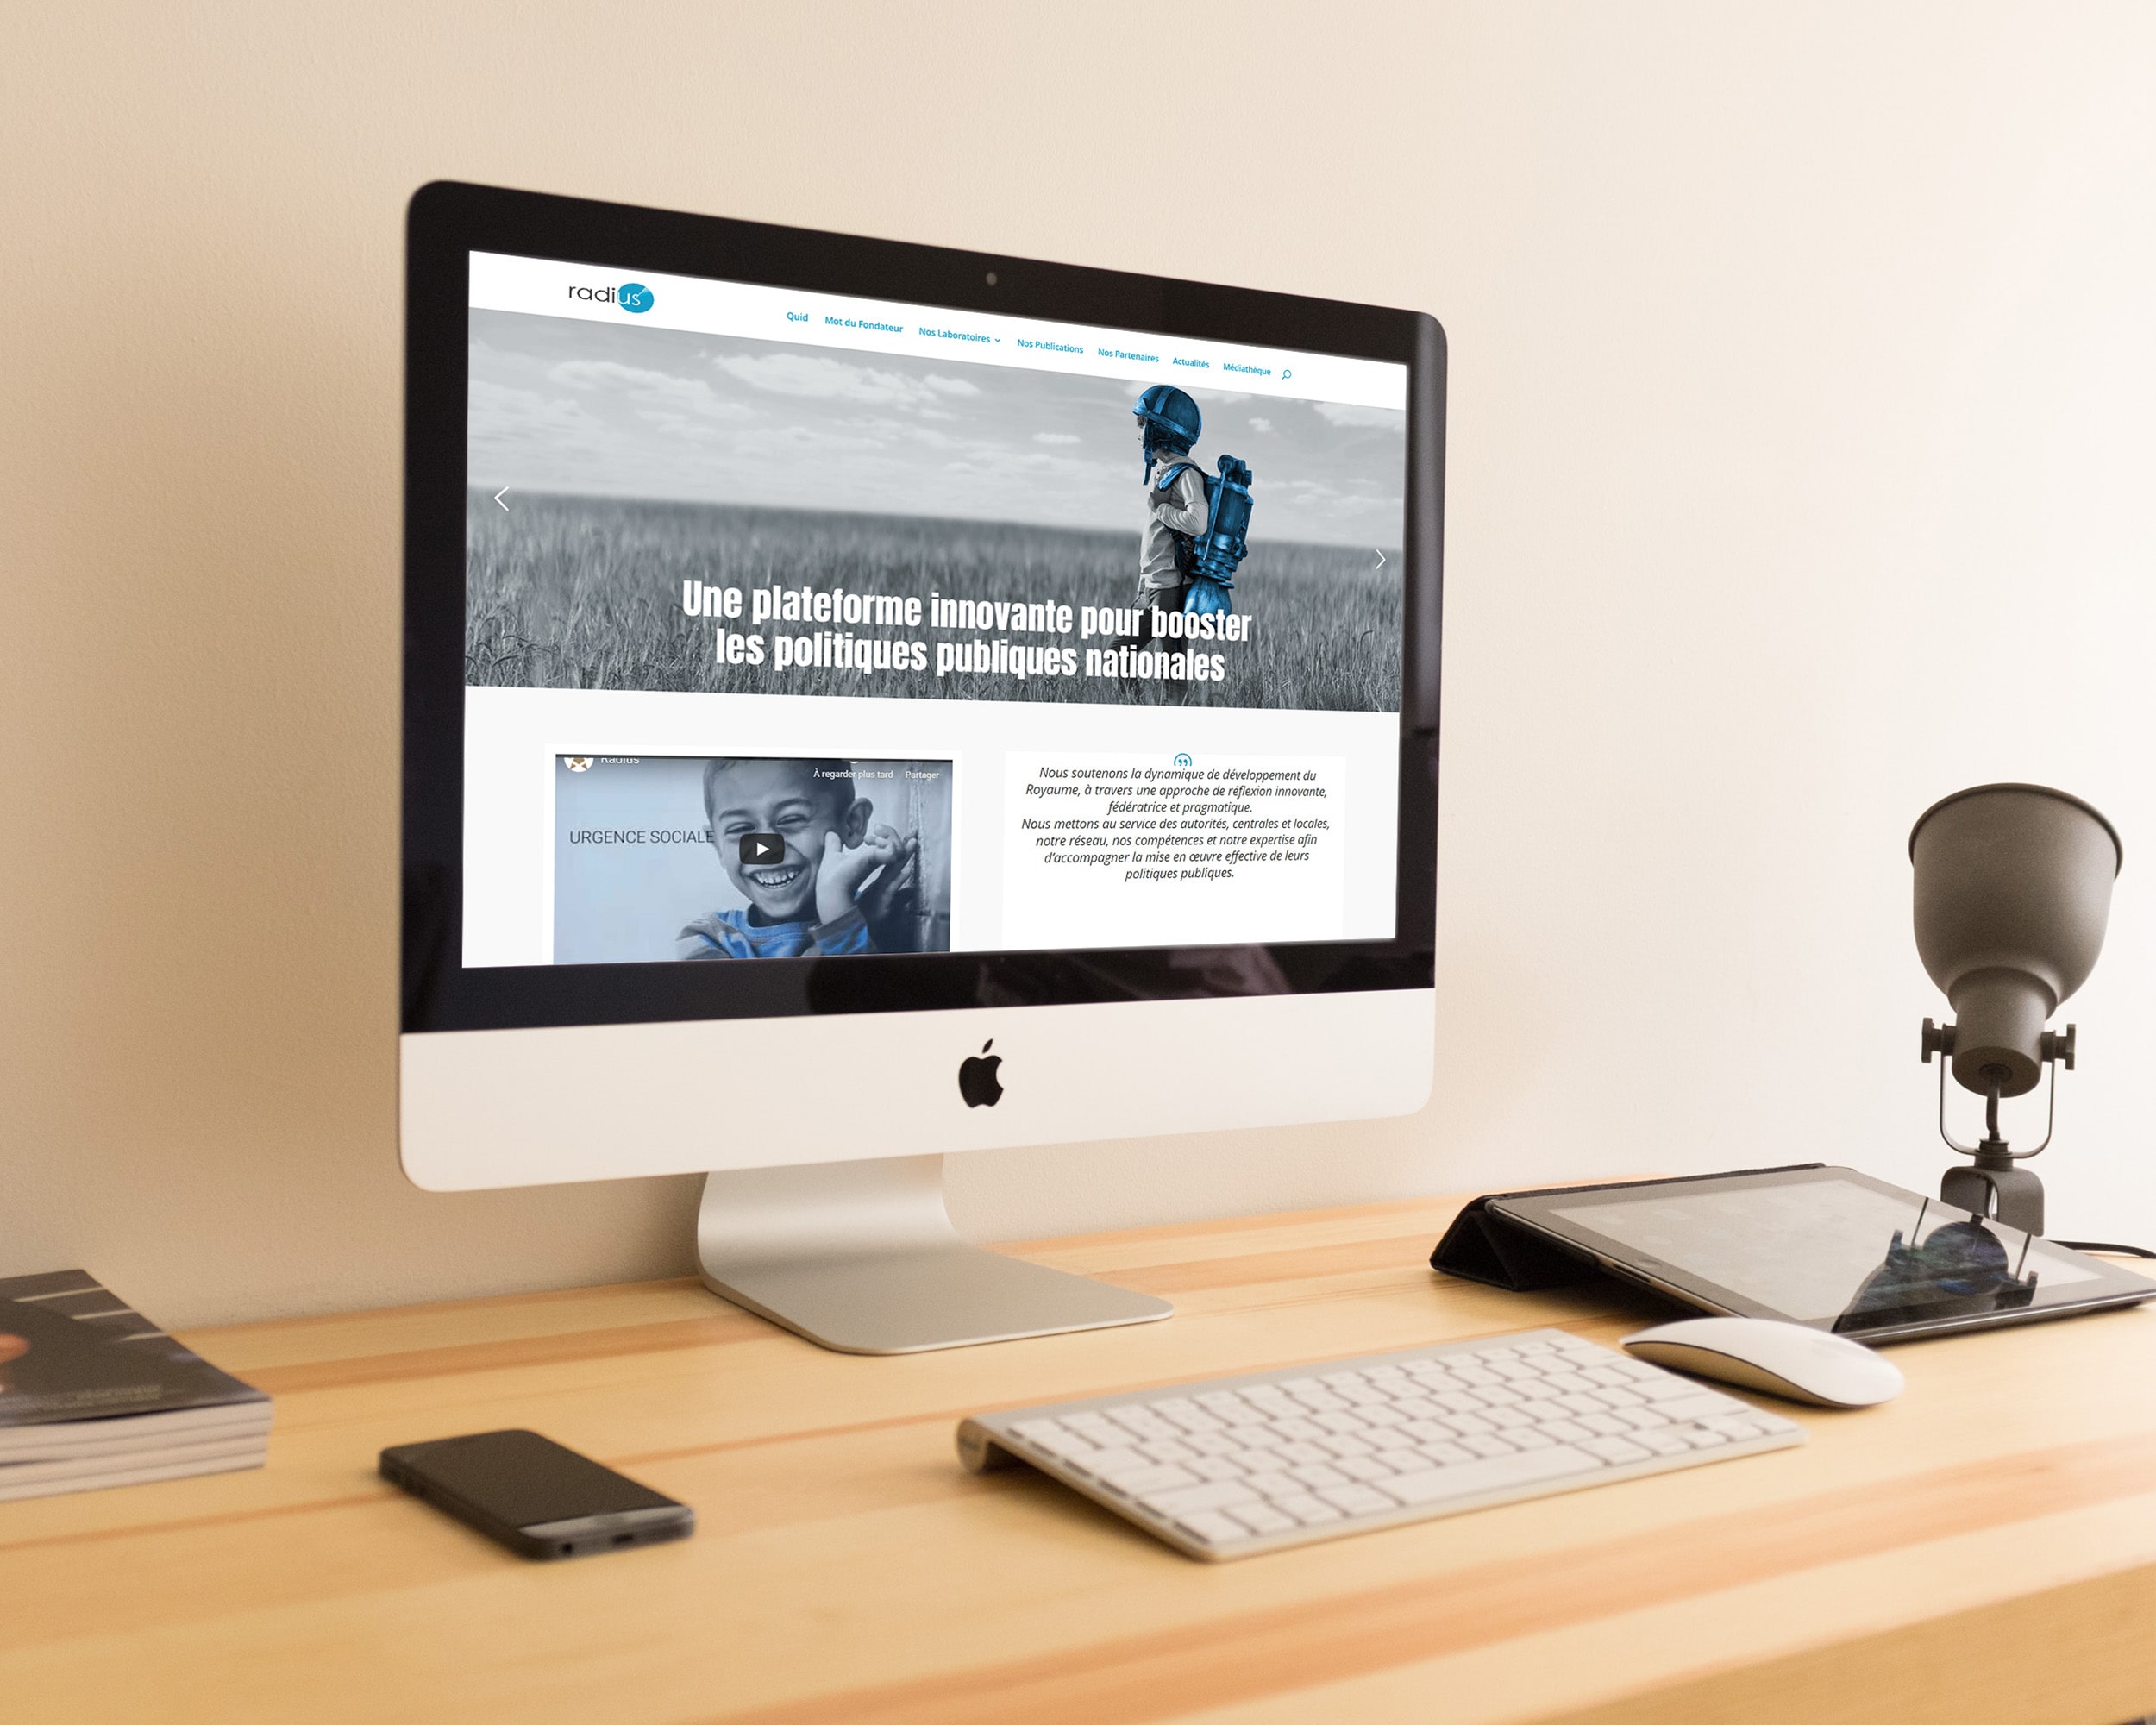 radius
Quid Mot du Fondateur Nos Laboratoires Nos Publications Nos Partenaires Actualités Médiathèque
Une plateforme innovante pour booster
les politiques publiques nationales
Radius
À regarder plus tard Partager
URGENCE SOCIALE
Nous soutenons la dynamique de développement du
Royaume, à travers une approche de réflexion innovante,
fédératrice et pragmatique.
Nous mettons au service des autorités, centrales et locales,
notre réseau, nos compétences et notre expertise afin
d'accompagner la mise en œuvre effective de leurs
politiques publiques.